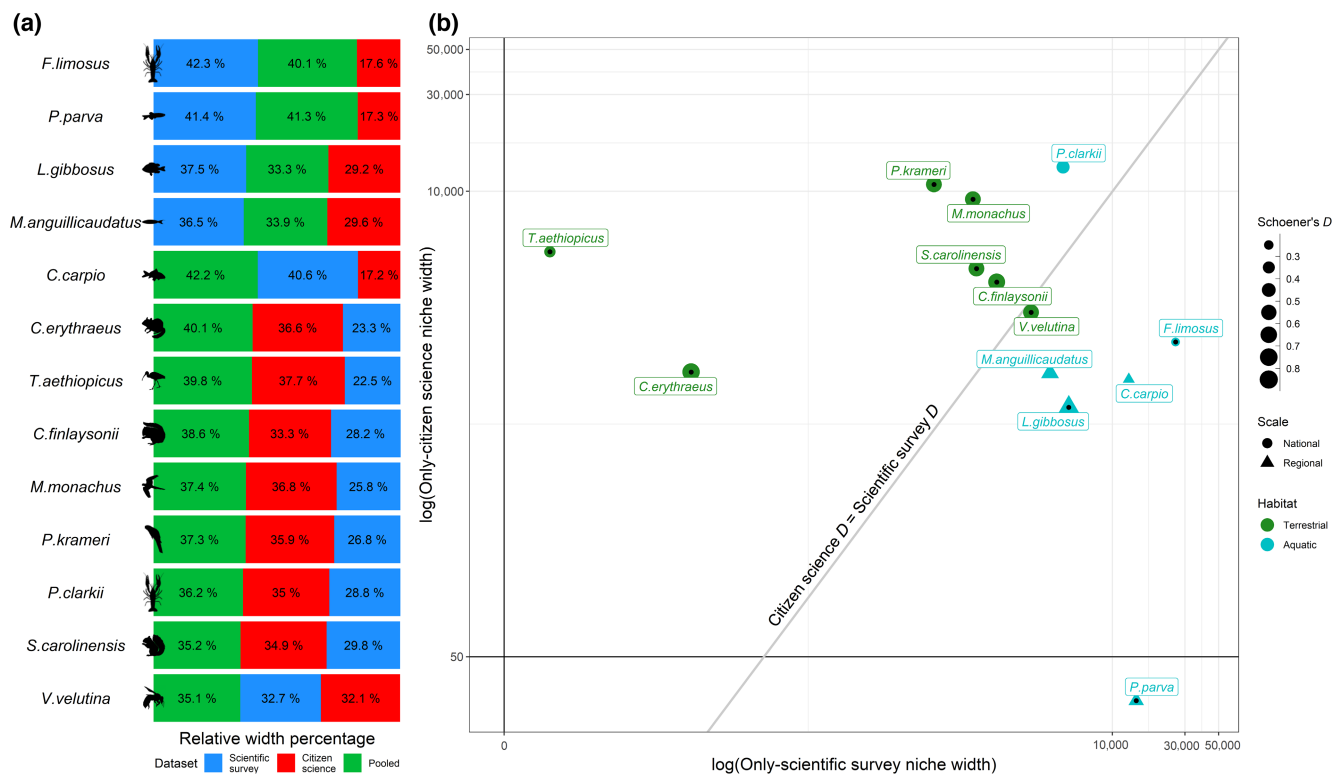 (a)
F.limosus
42.3 % 40.1% 17.6 %
P.parva
41.4 % 41.3% 17.3 %
L.gibbosus
37.5 % 33.3 % 29.2 %
M.anguillicaudatus
36.5 % 33.9 % 29.6 %
C.carpio
42.2 % 40.6 % 17.2 %
C.erythraeus
40.1 % 36.6 % 23.3 %
T.aethiopicus
39.8 % 37.7 % 22.5 %
C.finlaysonii
38.6 % 33.3 % 28.2 %
M.monachus
37.4 % 36.8 % 25.8 %
P.krameri
37.3 % 35.9 % 26.8 %
P.clarkii
36.2 % 35 % 28.8 %
S.carolinensis
35.2 % 34.9 % 29.8 %
V.velutina
35.1 % 32.7 % 32.1 %
Relative width percentage
Dataset
Scientific
survey
Citizen
science
Pooled
(b)
log(Only-citizen science niche width)
50,000
30,000
10,000
50
P.clarkii
P.krameri
M.monachus
T.aethiopicus
S.carolinensis
C.finlaysonii
V.velutina
F.limosus
M.anguillicaudatus
C.erythraeus
C.carpio
L.gibbosus
Citizen science D = Scientific survey D
P.parva
0 10,000 30,000 50,000
log(Only-scientific survey niche width)
Schoener's D
0.3
0.4
0.5
0.6
0.7
0.8
Scale
National
Regional
Habitat
Terrestrial
Aquatic